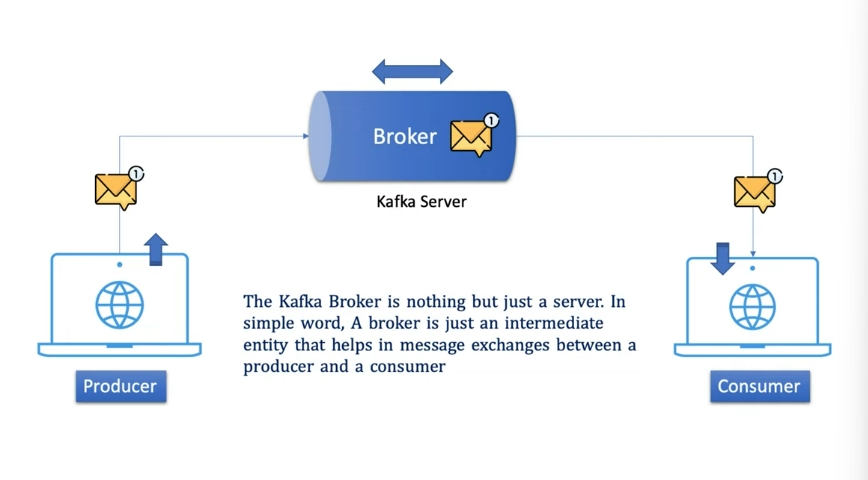 1
Broker
Kafka Server
1
1
The Kafka Broker is nothing but just a server. In
simple word, A broker is just an intermediate
entity that helps in message exchanges between a
producer and a consumer
Producer
Consumer